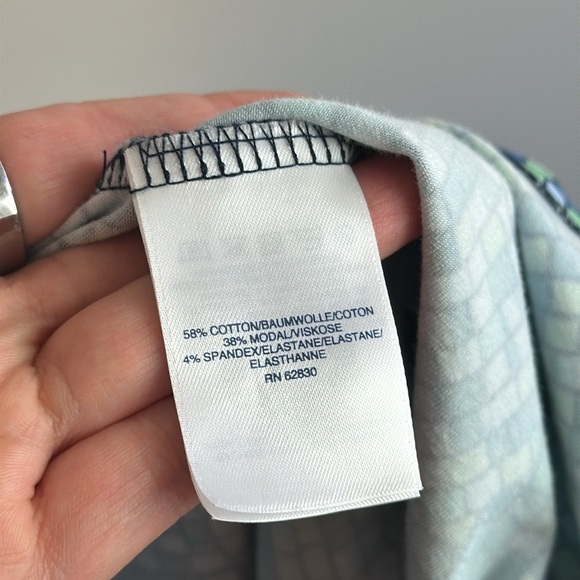 58% COTTON/BAUMWOLLE/COTON
38% MODAL/VISKOSE
4% SPANDEX/ELASTANE/ELASTANE/
ELASTHANNE
RN 62830